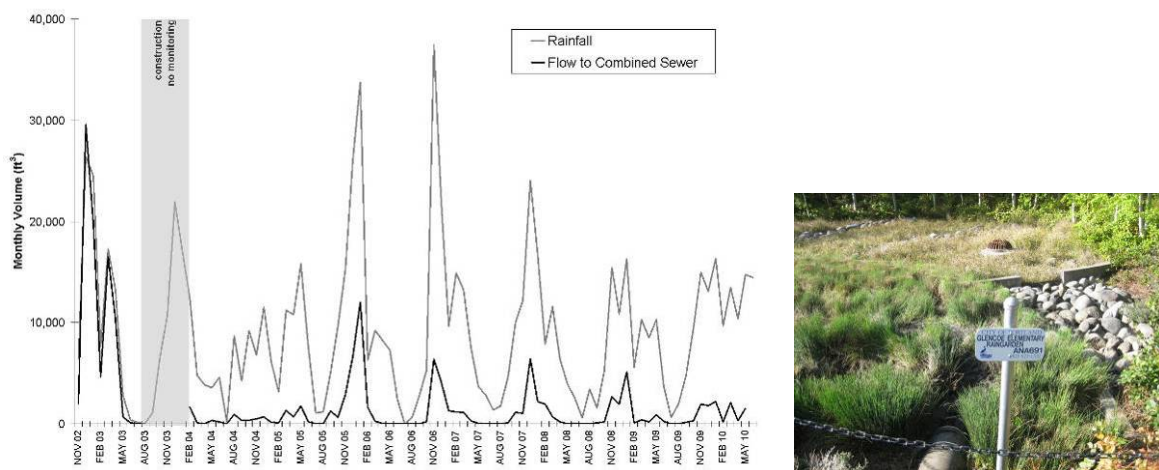 40,000
30,000
20,000
10,000
0
Monthly Volume (ft³)
construction
no monitoring
Rainfall
Flow to Combined Sewer
NOV 02
FEB 03
MAY 03
AUG 03
NOV 03
FEB 04
MAY 04
AUG 04
NOV 04
FEB 05
MAY 05
AUG 05
NOV 05
FEB 06
MAY 06
AUG 06
NOV 06
FEB 07
MAY 07
AUG 07
NOV 07
FEB 08
MAY 08
AUG 08
NOV 08
FEB 09
MAY 09
AUG 09
NOV 09
FEB 10
MAY 10
GLENCOE ELEMENTARY
RAINGARDEN
ANA691